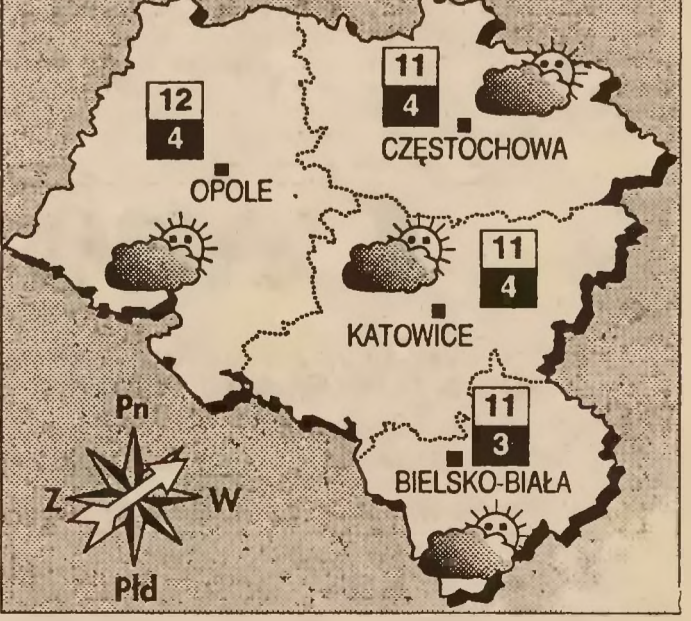 11
4
CZĘSTOCHOWA
12
4
OPOLE
11
4
KATOWICE
11
3
BIELSKO-BIAŁA
Pn
Z W
Płd